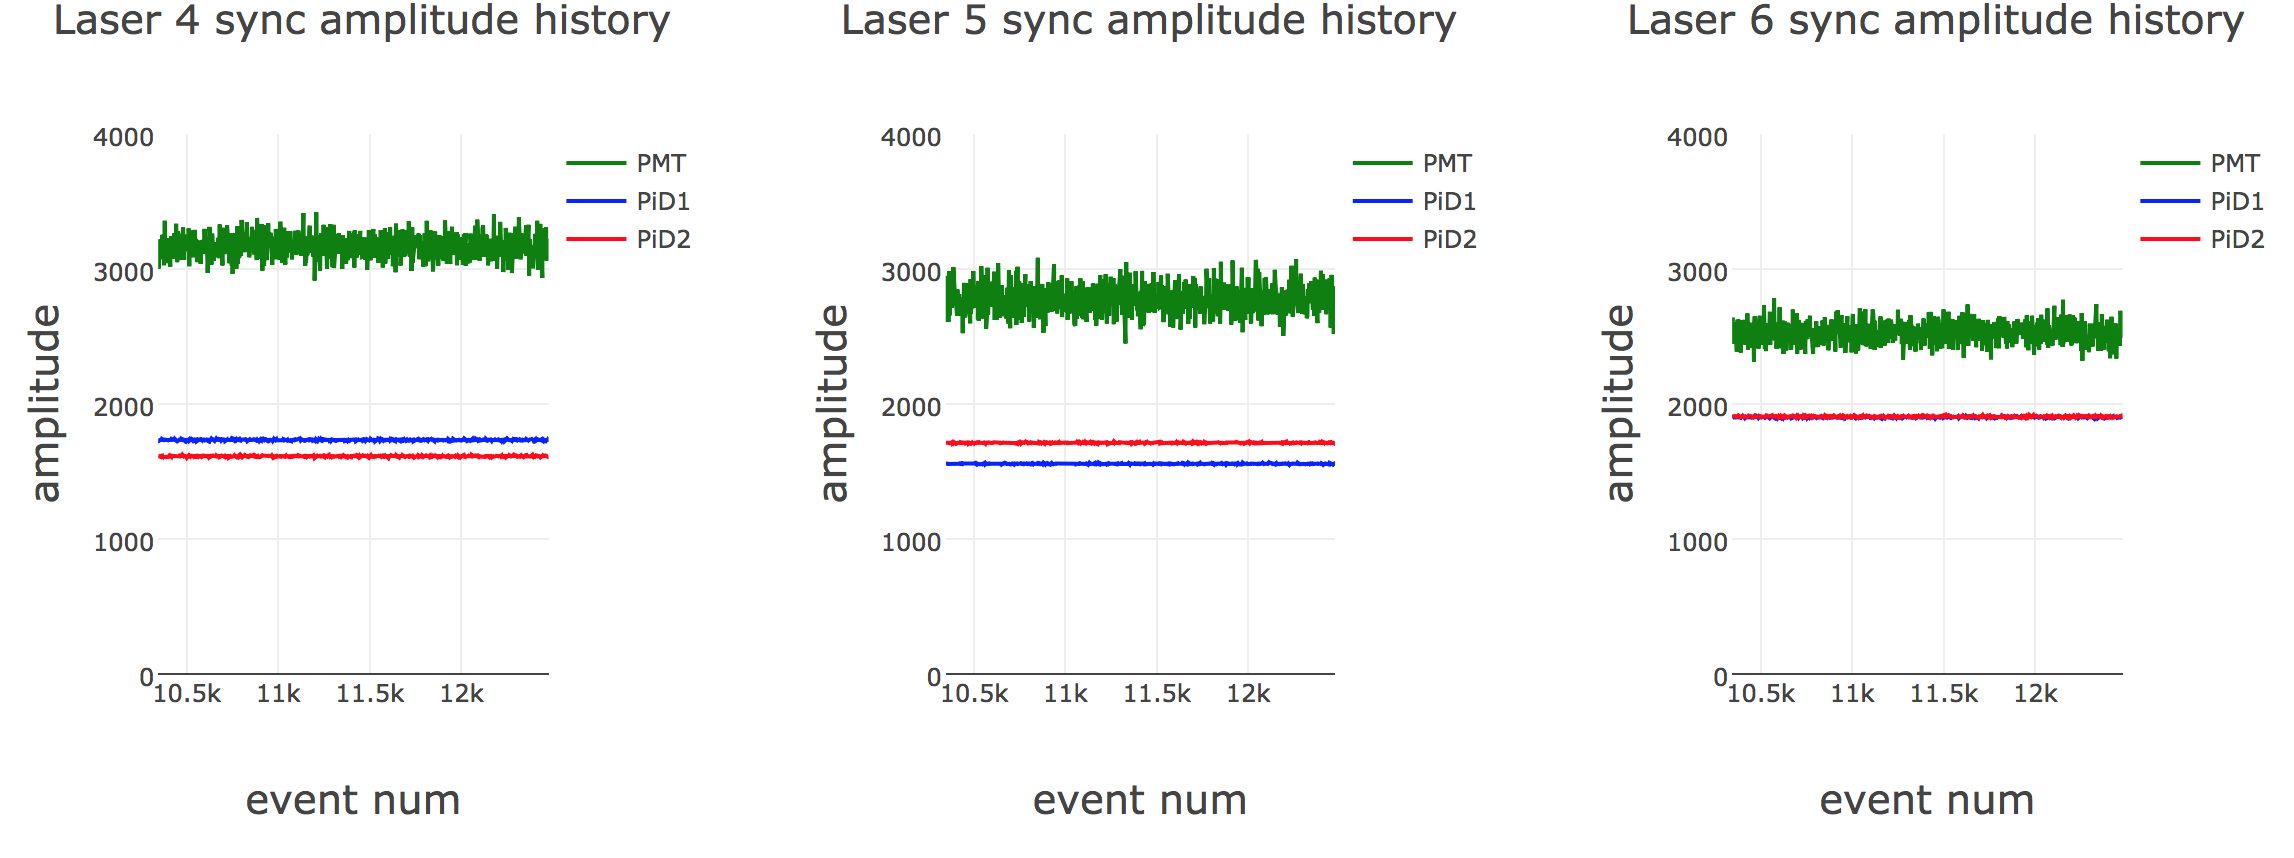 Laser 4 sync amplitude history
4000
3000
2000
1000
0
10.5k 11k 11.5k 12k
amplitude
event num
PMT
PiD1
PiD2
Laser 5 sync amplitude history
4000
3000
2000
1000
0
10.5k 11k 11.5k 12k
amplitude
event num
PMT
PiD1
PiD2
Laser 6 sync amplitude history
4000
3000
2000
1000
0
10.5k 11k 11.5k 12k
amplitude
event num
PMT
PiD1
PiD2